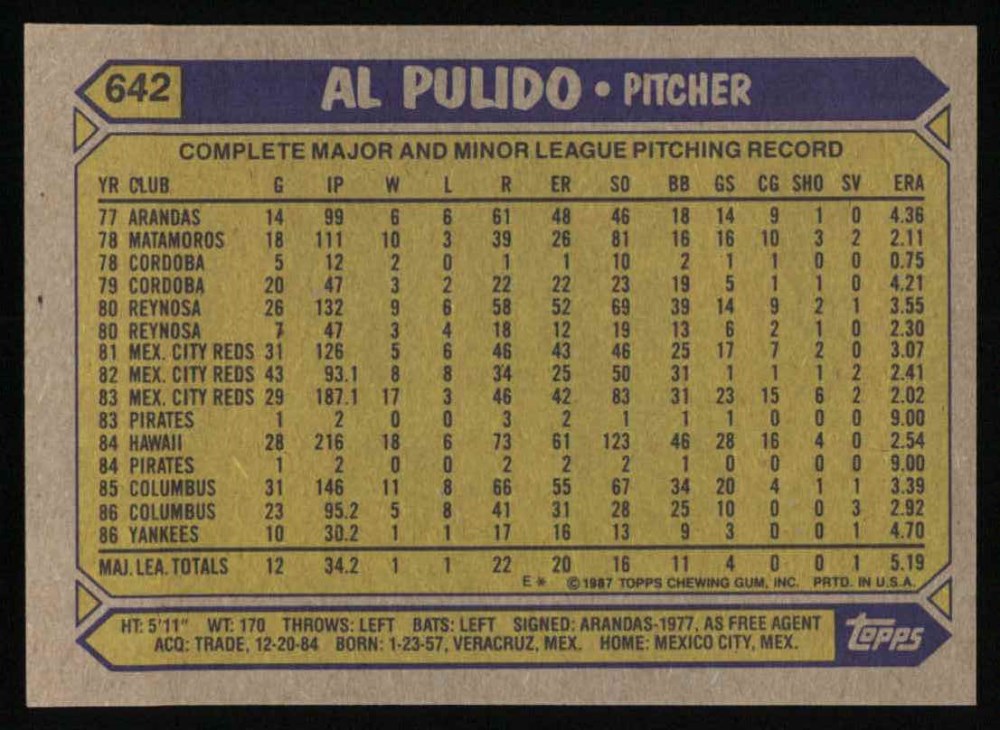 642 AL PULIDO • PITCHER
COMPLETE MAJOR AND MINOR LEAGUE PITCHING RECORD
YR CLUB G IP W L R ER SO BB GS CG SHO SV ERA
77 ARANDAS 14 99 6 6 61 48 46 18 14 9 1 0 4.36
78 MATAMOROS 18 111 10 3 39 26 81 16 16 10 3 2 2.11
78 CORDOBA 5 12 2 0 1 1 10 2 1 1 0 0 0.75
79 CORDOBA 20 47 3 2 22 22 23 19 5 1 1 0 4.21
80 REYNOSA 26 132 9 6 58 52 69 39 14 9 2 1 3.55
80 REYNOSA 7 47 3 4 18 12 19 13 6 2 1 0 2.30
81 MEX. CITY REDS 31 126 5 6 46 43 46 25 17 7 2 0 3.07
82 MEX. CITY REDS 43 93.1 8 8 34 25 50 31 1 1 1 2 2.41
83 MEX. CITY REDS 29 187.1 17 3 46 42 83 31 23 15 6 2 2.02
83 PIRATES 1 2 0 0 3 2 1 1 1 0 0 0 9.00
84 HAWAII 28 216 18 6 73 61 123 46 28 16 4 0 2.54
84 PIRATES 1 2 0 0 2 2 2 1 0 0 0 0 9.00
85 COLUMBUS 31 146 11 8 66 55 67 34 20 4 1 1 3.39
86 COLUMBUS 23 95.2 5 8 41 31 28 25 10 0 0 3 2.92
86 YANKEES 10 30.2 1 1 17 16 13 9 3 0 0 1 4.70
MAJ. LEA. TOTALS 12 34.2 1 1 22 20 16 11 4 0 0 1 5.19
E * © 1987 TOPPS CHEWING GUM, INC. PRTD. IN U.S.A.
HT: 5'11" WT: 170 THROWS: LEFT BATS: LEFT SIGNED: ARANDAS-1977, AS FREE AGENT
ACQ: TRADE, 12-20-84 BORN: 1-23-57, VERACRUZ, MEX. HOME: MEXICO CITY, MEX.
Topps